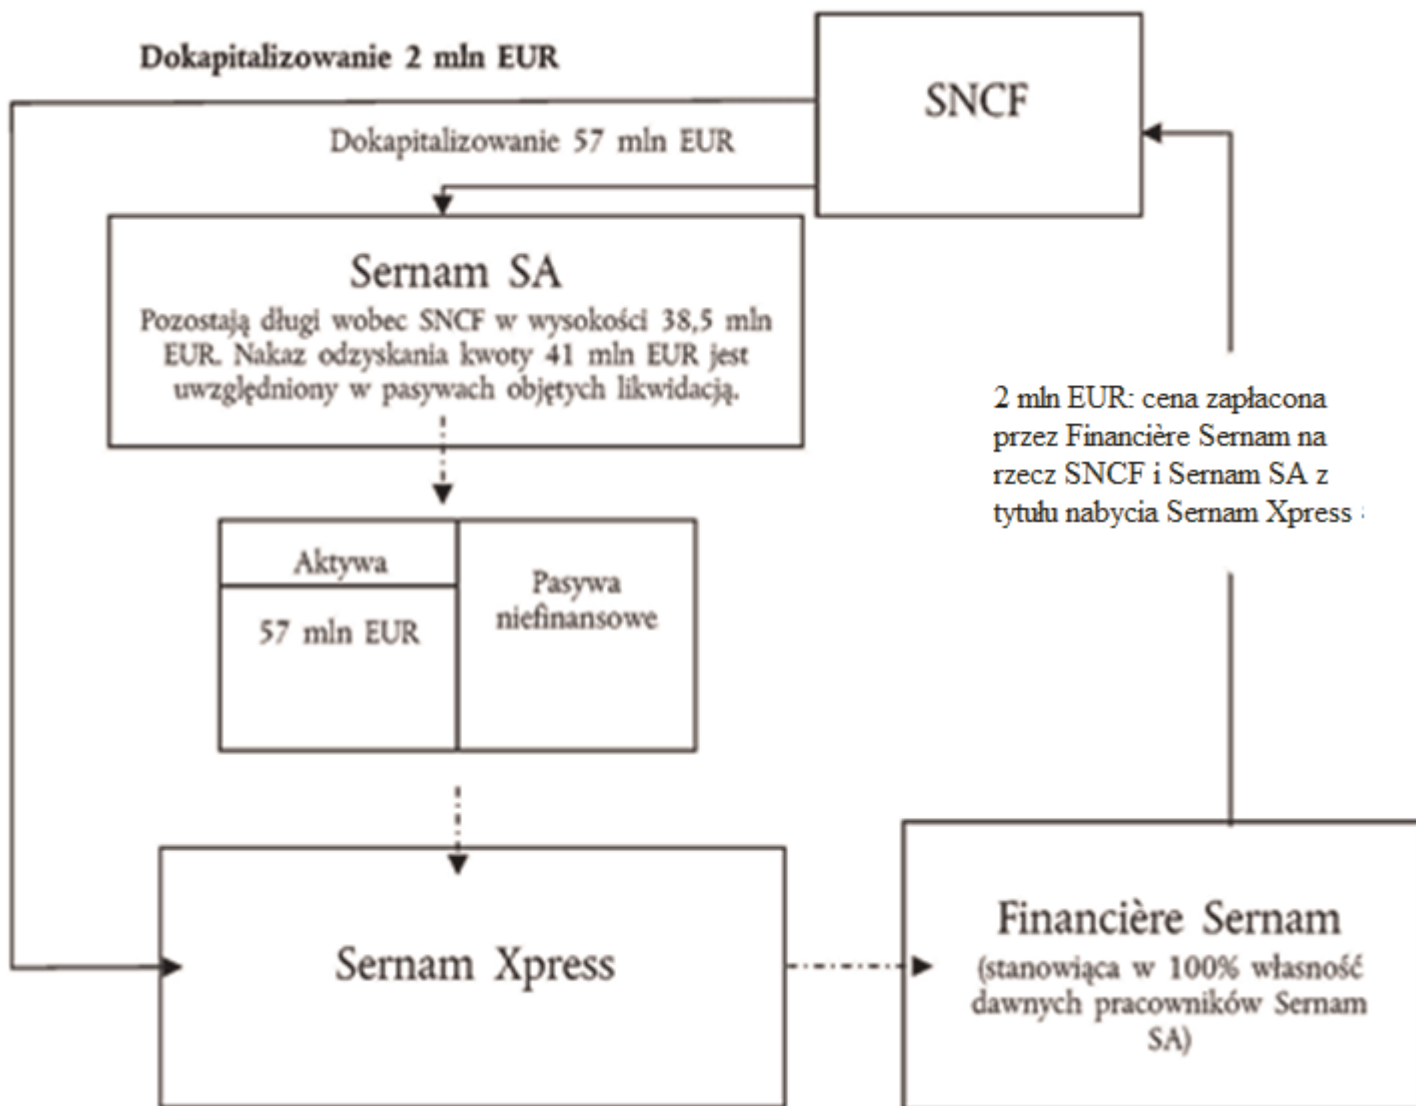 Dokapitalizowanie 2 mln EUR
SNCF
Dokapitalizowanie 57 mln EUR
Sernam SA
Pozostają długi wobec SNCF w wysokości 38,5 mln
EUR. Nakaz odzyskania kwoty 41 mln EUR jest
uwzględniony w pasywach objętych likwidacją.
2 mln EUR: cena zapłacona
przez Financière Sernam na
rzecz SNCF i Sernam SA z
tytułu nabycia Sernam Xpress
Aktywa
57 mln EUR
Pasywa
niefinansowe
Sernam Xpress
Financière Sernam
(stanowiąca w 100% własność
dawnych pracowników Sernam
SA)